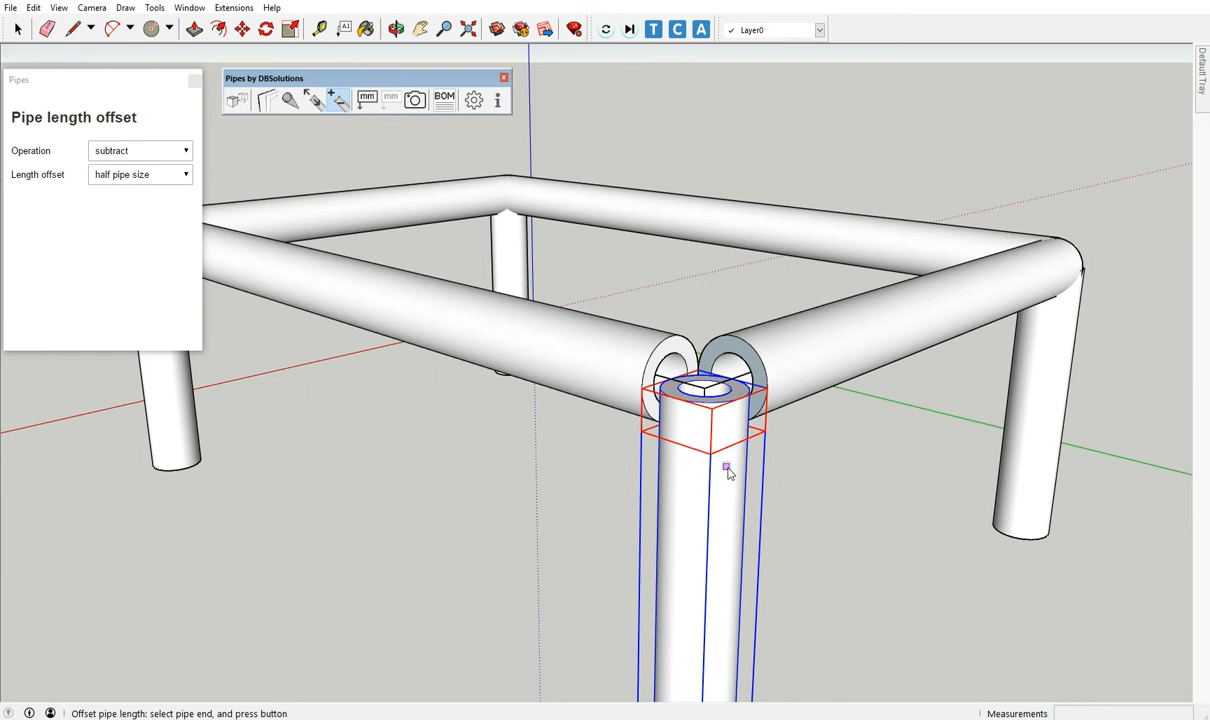 File Edit View Camera Draw Tools Window Extensions Help
A1
T C A
✓ Layer0
Default Tray
Pipes
Pipe length offset
Operation subtract
Length offset half pipe size
Pipes by DBSolutions
mm mm BOM
Offset pipe length: select pipe end, and press button
Measurements